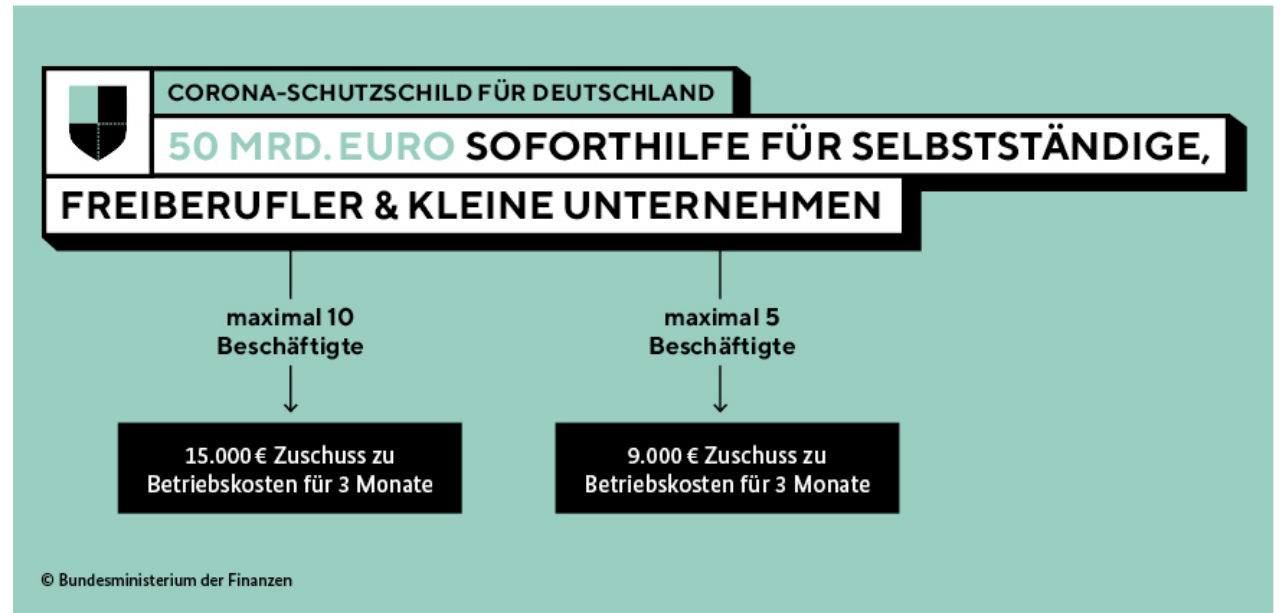 CORONA-SCHUTZSCHILD FÜR DEUTSCHLAND
50 MRD. EURO SOFORTHILFE FÜR SELBSTSTÄNDIGE,
FREIBERUFLER & KLEINE UNTERNEHMEN
maximal 10
Beschäftigte
15.000 € Zuschuss zu
Betriebskosten für 3 Monate
maximal 5
Beschäftigte
9.000 € Zuschuss zu
Betriebskosten für 3 Monate
© Bundesministerium der Finanzen